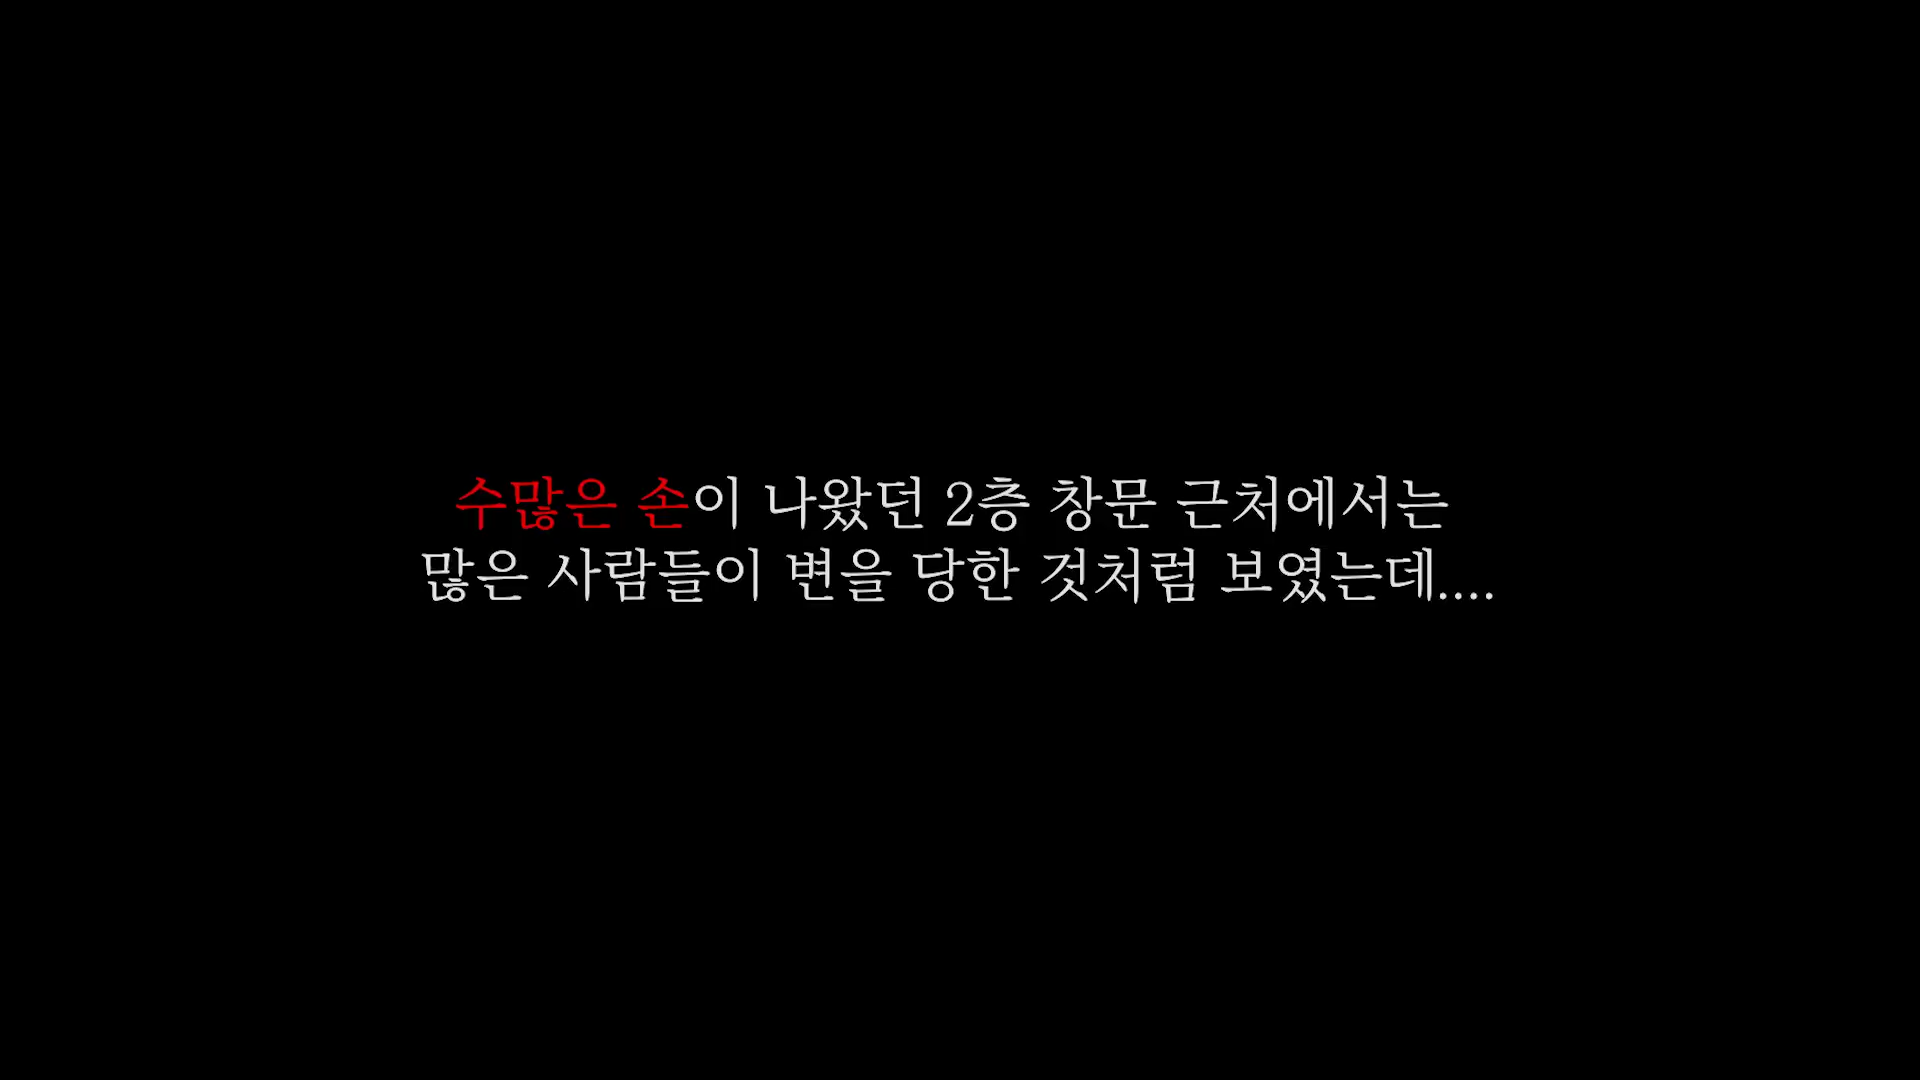 수많은 손이 나왔던 2층 창문 근처에서는
많은 사람들이 변을 당한 것처럼 보였는데....